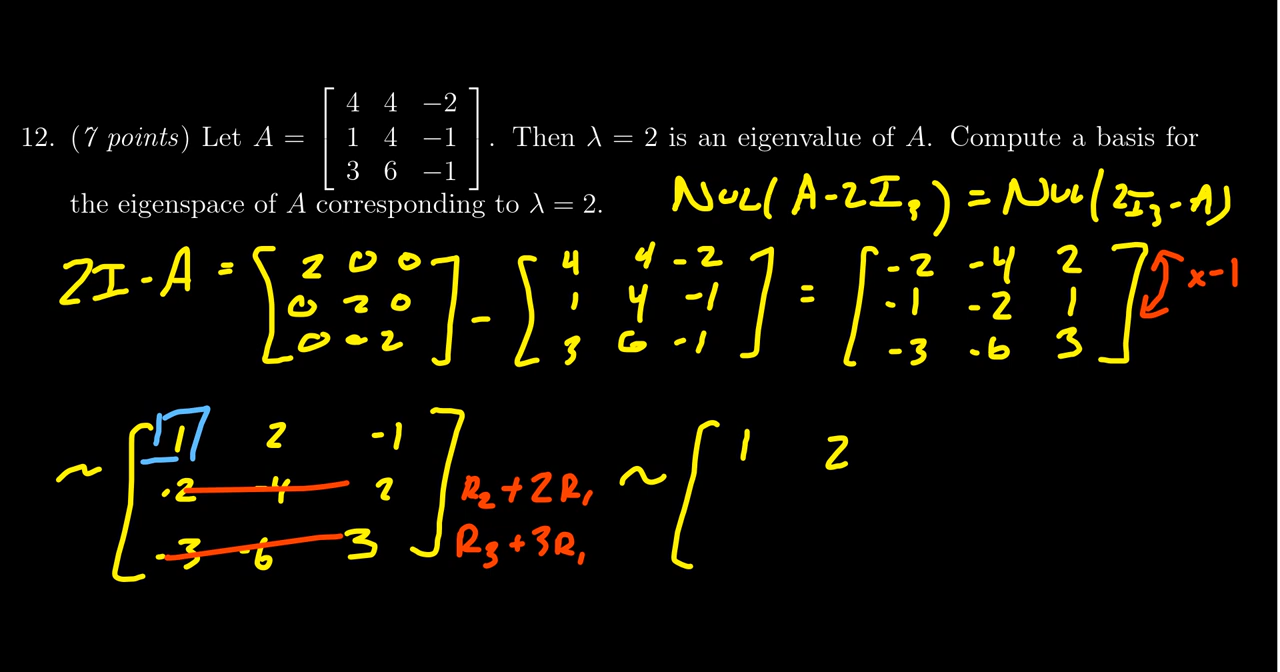 12. (7 points) Let A = [ 4 4 −2 ; 1 4 −1 ; 3 6 −1 ]. Then λ = 2 is an eigenvalue of A. Compute a basis for
the eigenspace of A corresponding to λ = 2.
NUL(A-2I₃) = NUL(2I₃-A)
2I-A = [ 2 0 0 ; 0 2 0 ; 0 0 2 ] - [ 4 4 -2 ; 1 4 -1 ; 3 6 -1 ] = [ -2 -4 2 ; -1 -2 1 ; -3 -6 3 ] x-1
~ [ 1 2 -1 ; -2 -4 2 ; -3 -6 3 ] R₂+2R₁ R₃+3R₁ ~ [ 1 2